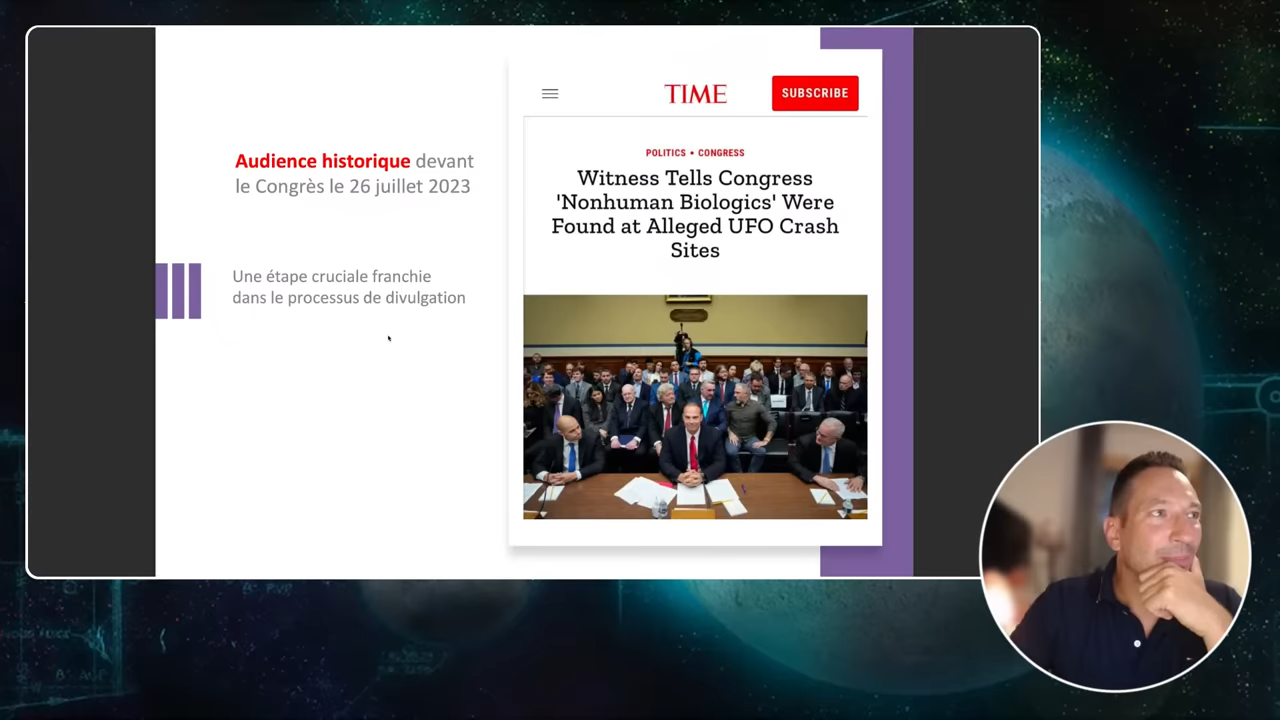 Audience historique devant
le Congrès le 26 juillet 2023
Une étape cruciale franchie
dans le processus de divulgation
TIME
SUBSCRIBE
POLITICS • CONGRESS
Witness Tells Congress
'Nonhuman Biologics' Were
Found at Alleged UFO Crash
Sites